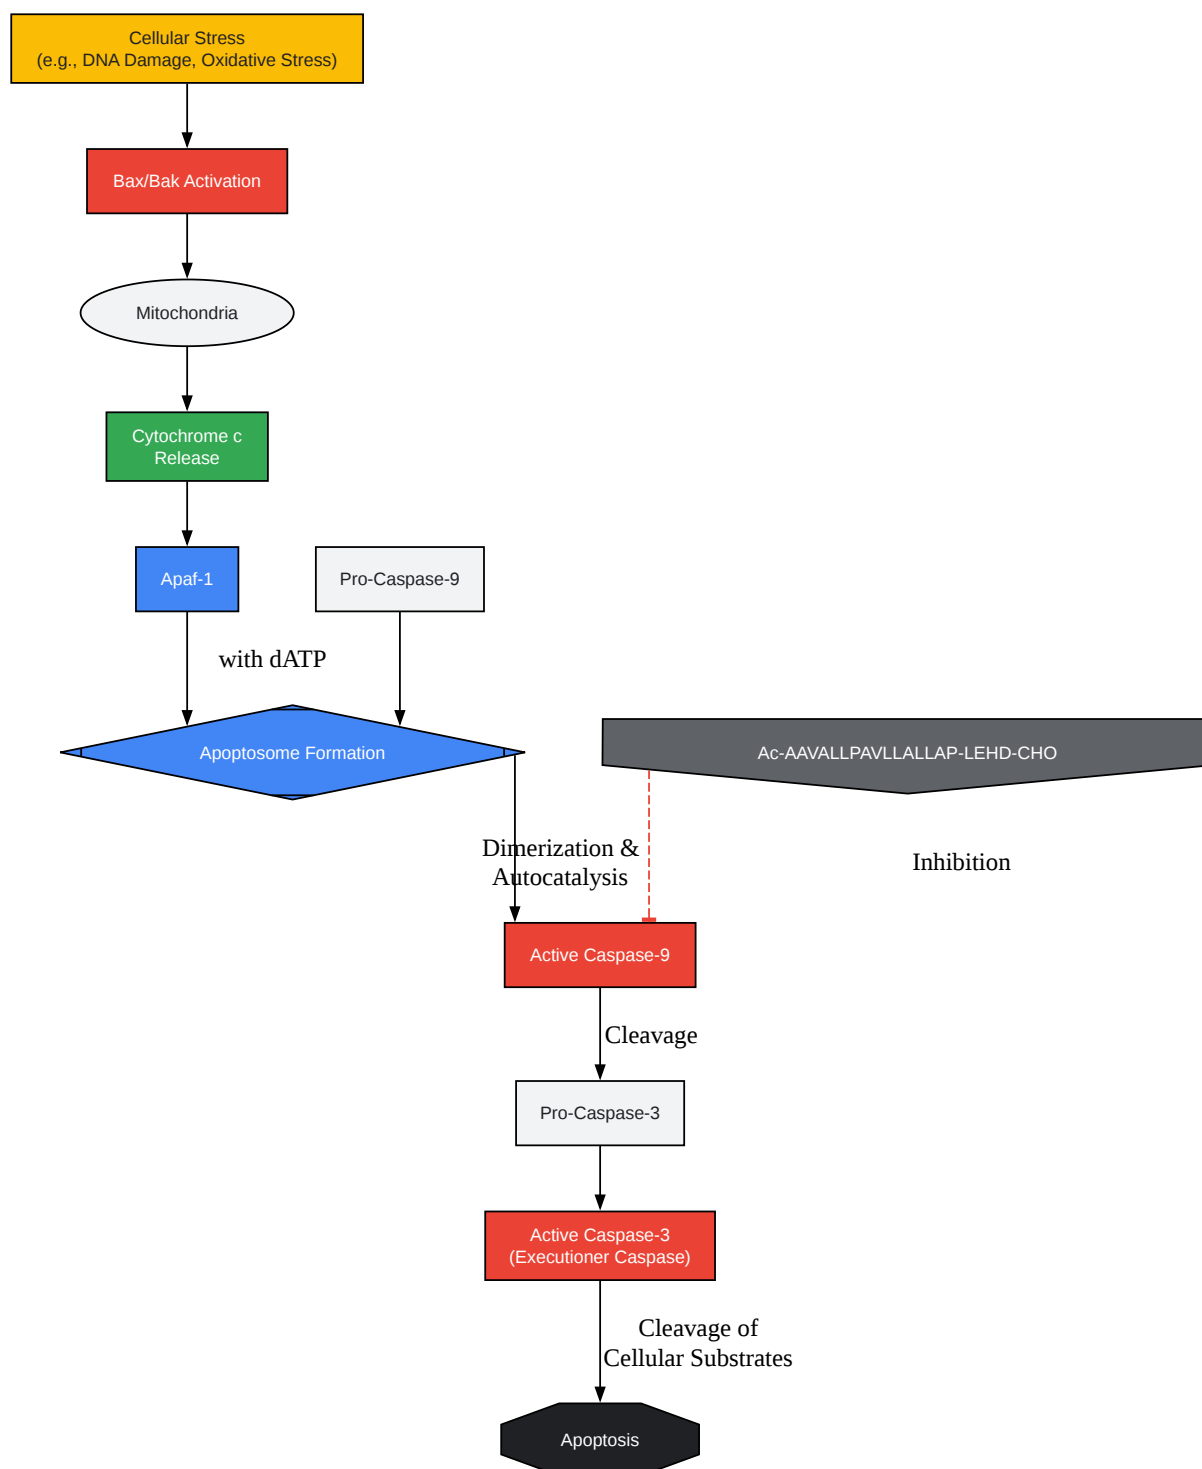 Cellular Stress
(e.g., DNA Damage, Oxidative Stress)
Bax/Bak Activation
Mitochondria
Cytochrome c
Release
Apaf-1
Pro-Caspase-9
with dATP
Apoptosome Formation
Ac-AAVALLPAVLLALLAP-LEHD-CHO
Dimerization &
Autocatalysis
Inhibition
Active Caspase-9
Cleavage
Pro-Caspase-3
Active Caspase-3
(Executioner Caspase)
Cleavage of
Cellular Substrates
Apoptosis